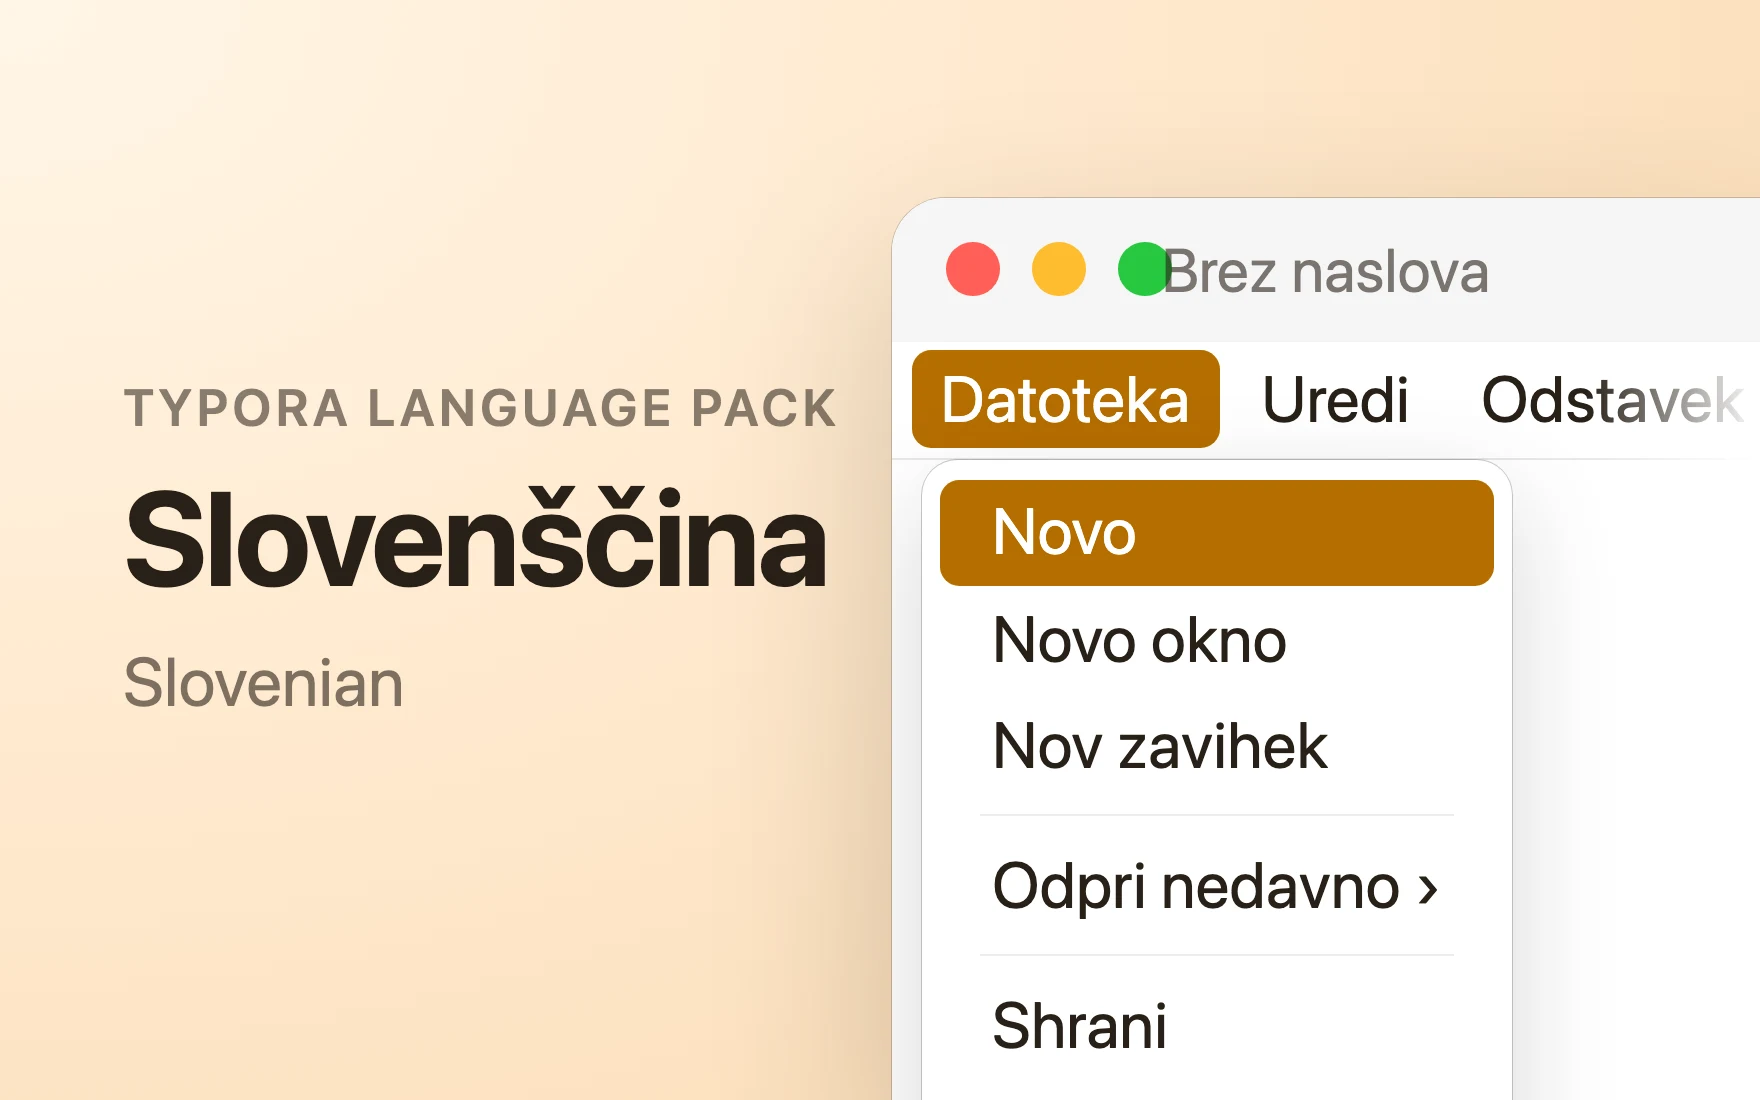 TYPORA LANGUAGE PACK
Slovenščina
Slovenian
Brez naslova
Datoteka Uredi Odstavek
Novo
Novo okno
Nov zavihek
Odpri nedavno ›
Shrani